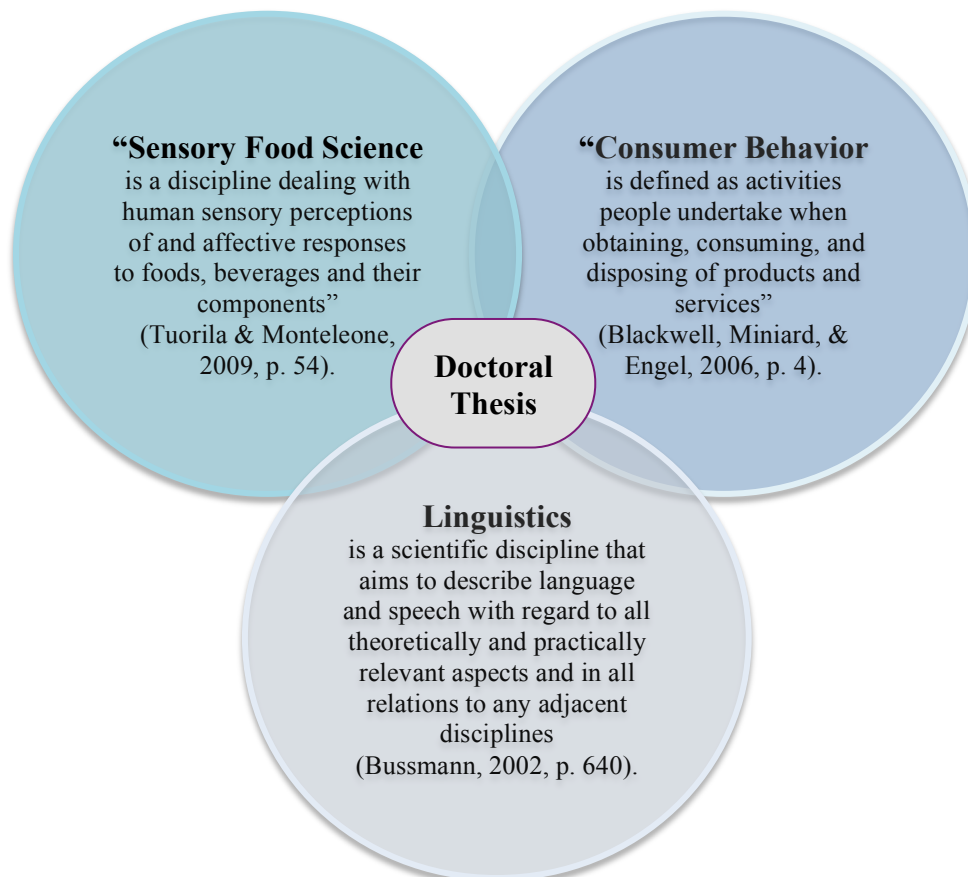 “Sensory Food Science
is a discipline dealing with
human sensory perceptions
of and affective responses
to foods, beverages and their
components”
(Tuorila & Monteleone,
2009, p. 54).
“Consumer Behavior
is defined as activities
people undertake when
obtaining, consuming, and
disposing of products and
services”
(Blackwell, Miniard, &
Engel, 2006, p. 4).
Doctoral
Thesis
Linguistics
is a scientific discipline that
aims to describe language
and speech with regard to all
theoretically and practically
relevant aspects and in all
relations to any adjacent
disciplines
(Bussmann, 2002, p. 640).